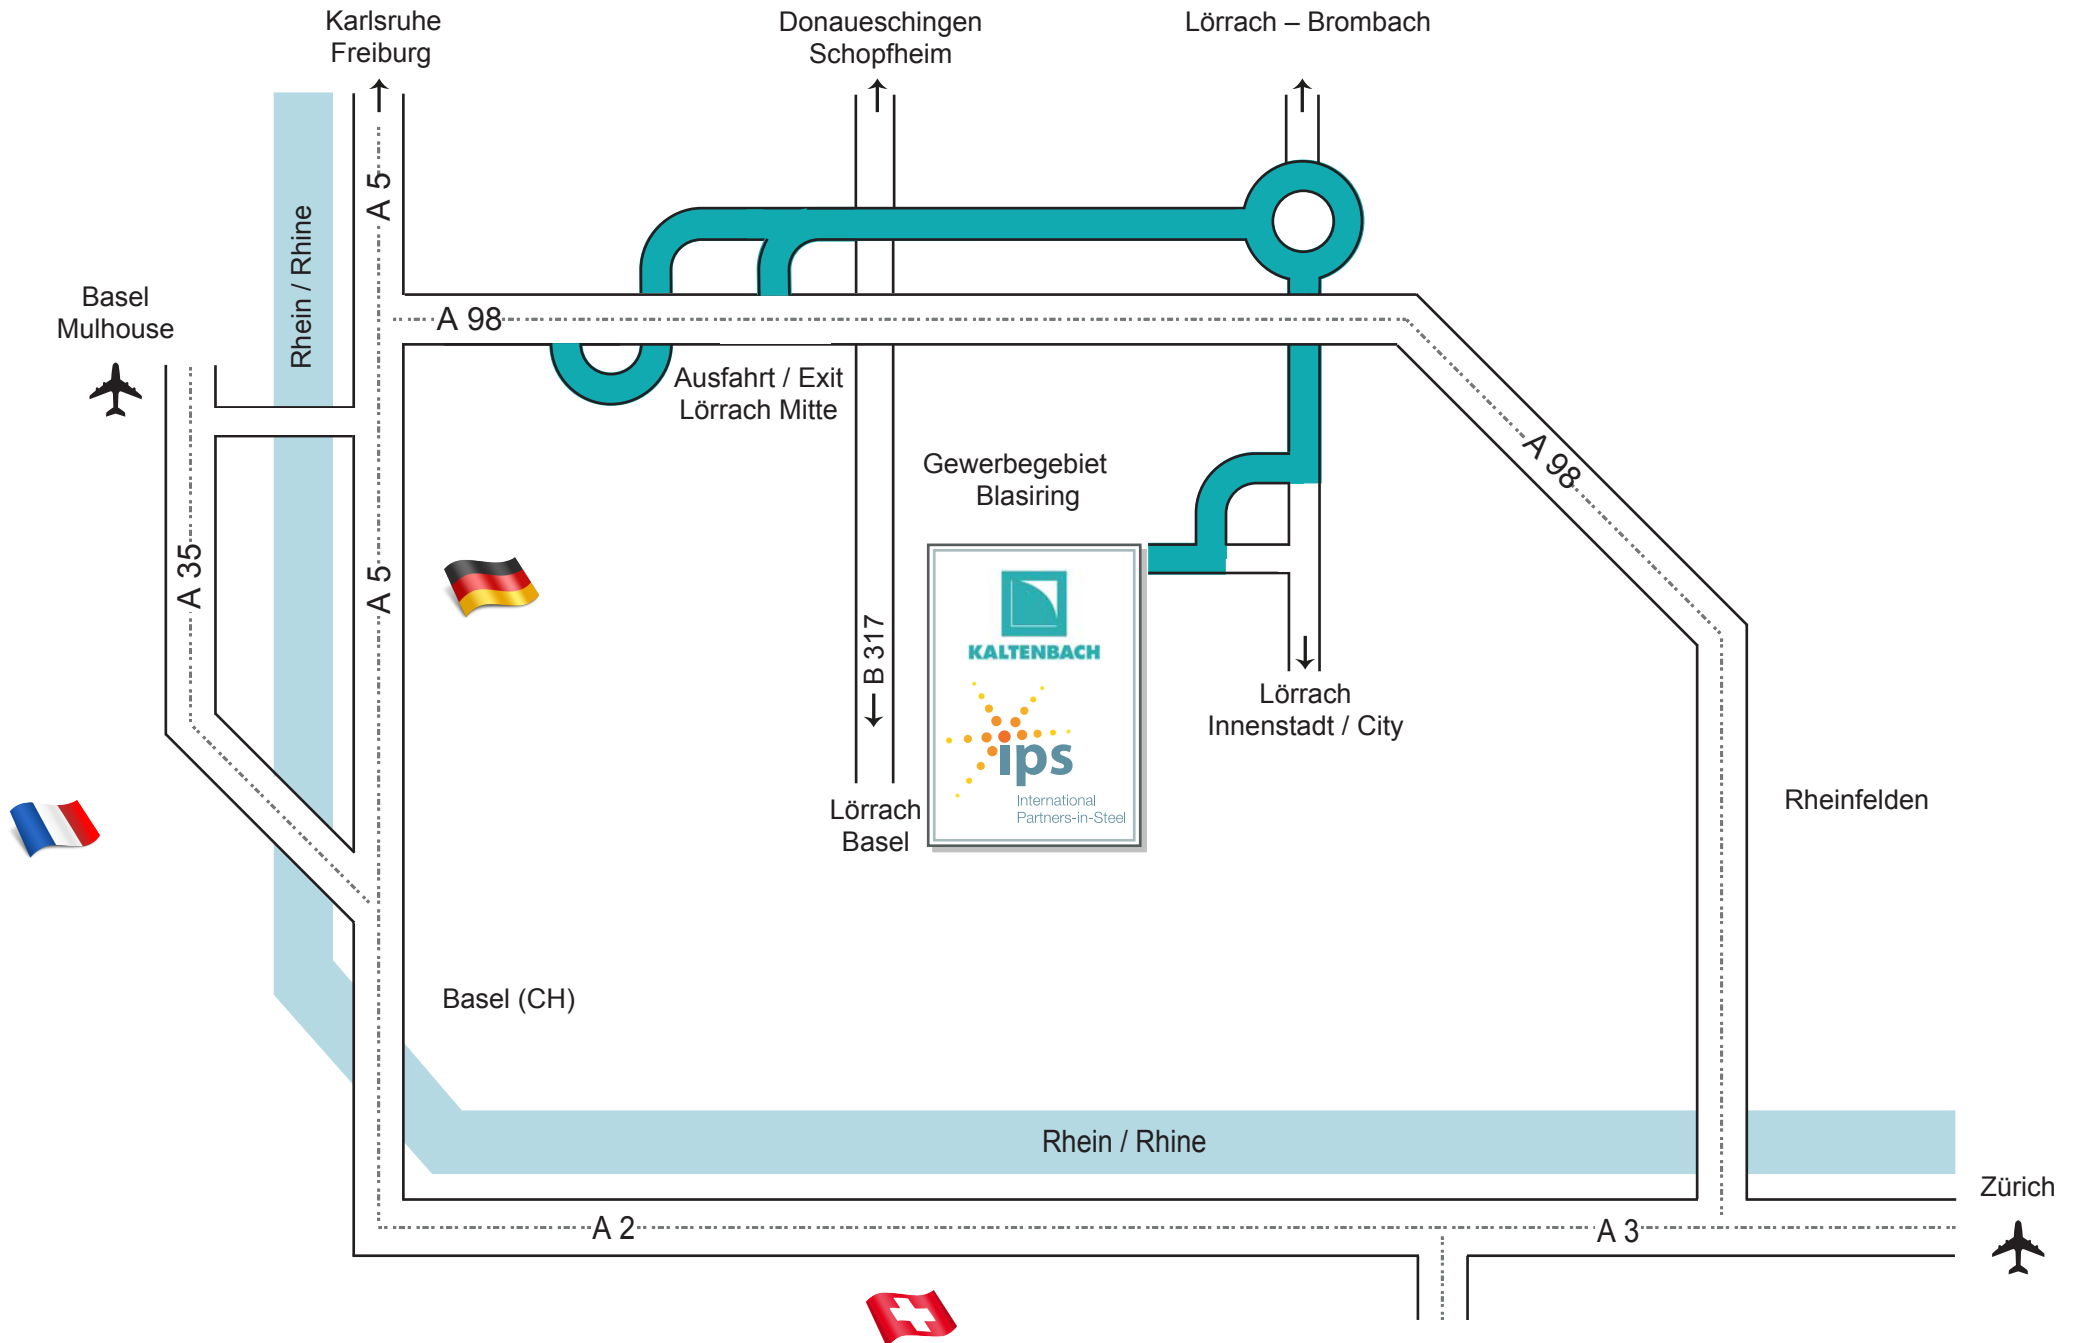 Karlsruhe
Freiburg
Donaueschingen
Schopfheim
Lörrach – Brombach
A 5
Rhein / Rhine
Basel
Mulhouse
A 98
Ausfahrt / Exit
Lörrach Mitte
A 98
Gewerbegebiet
Blasiring
A 35
A 5
B 317
KALTENBACH
ips
International
Partners-in-Steel
Lörrach
Innenstadt / City
Lörrach
Basel
Rheinfelden
Basel (CH)
Rhein / Rhine
Zürich
A 2
A 3